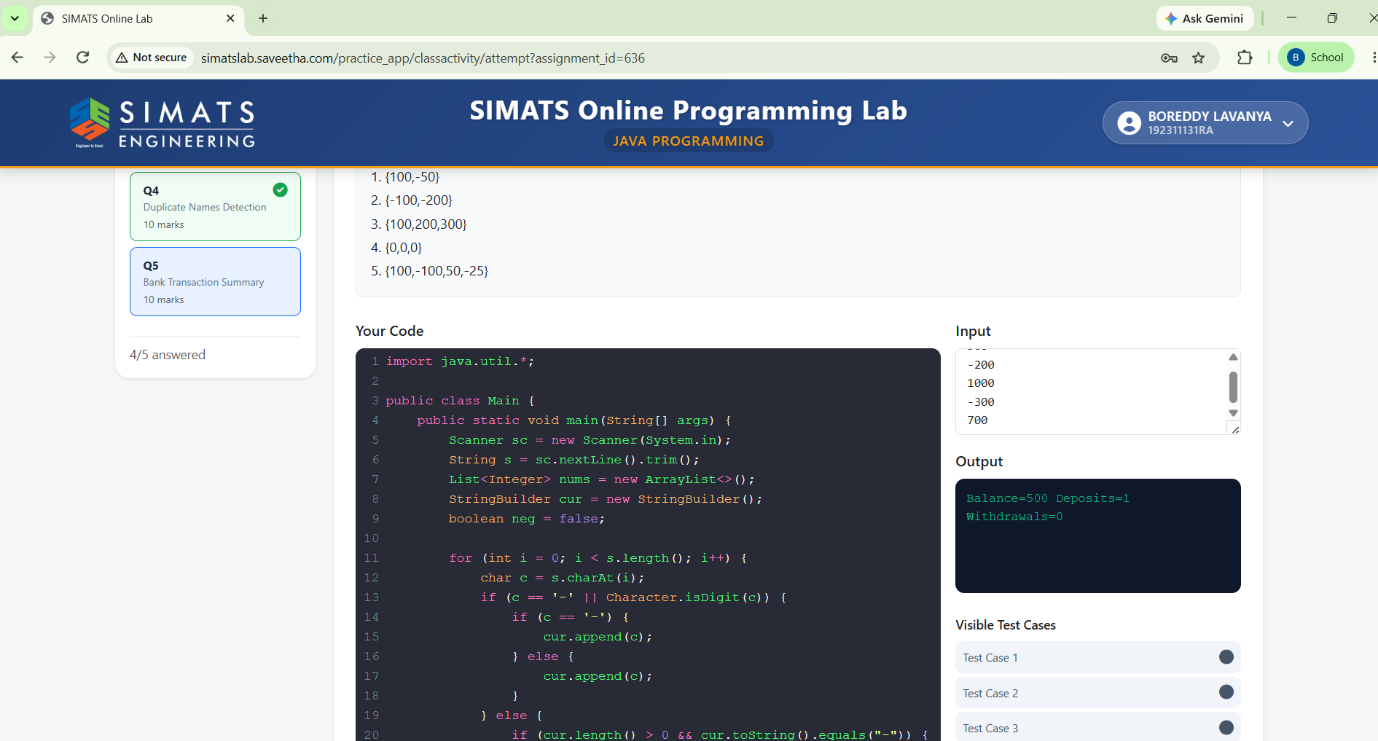 SIMATS Online Lab
Ask Gemini
Not secure
simatslab.saveetha.com/practice_app/classactivity/attempt?assignment_id=636
B School
SIMATS
ENGINEERING
Engineer to Excel
SIMATS Online Programming Lab
JAVA PROGRAMMING
BOREDDY LAVANYA
192311131RA
Q4
Duplicate Names Detection
10 marks
Q5
Bank Transaction Summary
10 marks
4/5 answered
1. {100,-50}
2. {-100,-200}
3. {100,200,300}
4. {0,0,0}
5. {100,-100,50,-25}
Your Code
1 import java.util.*;
2
3 public class Main {
4 public static void main(String[] args) {
5 Scanner sc = new Scanner(System.in);
6 String s = sc.nextLine().trim();
7 List<Integer> nums = new ArrayList<>();
8 StringBuilder cur = new StringBuilder();
9 boolean neg = false;
10
11 for (int i = 0; i < s.length(); i++) {
12 char c = s.charAt(i);
13 if (c == '-' || Character.isDigit(c)) {
14 if (c == '-') {
15 cur.append(c);
16 } else {
17 cur.append(c);
18 }
19 } else {
20 if (cur.length() > 0 && cur.toString().equals("-")) {
Input
-200
1000
-300
700
Output
Balance=500 Deposits=1
Withdrawals=0
Visible Test Cases
Test Case 1
Test Case 2
Test Case 3